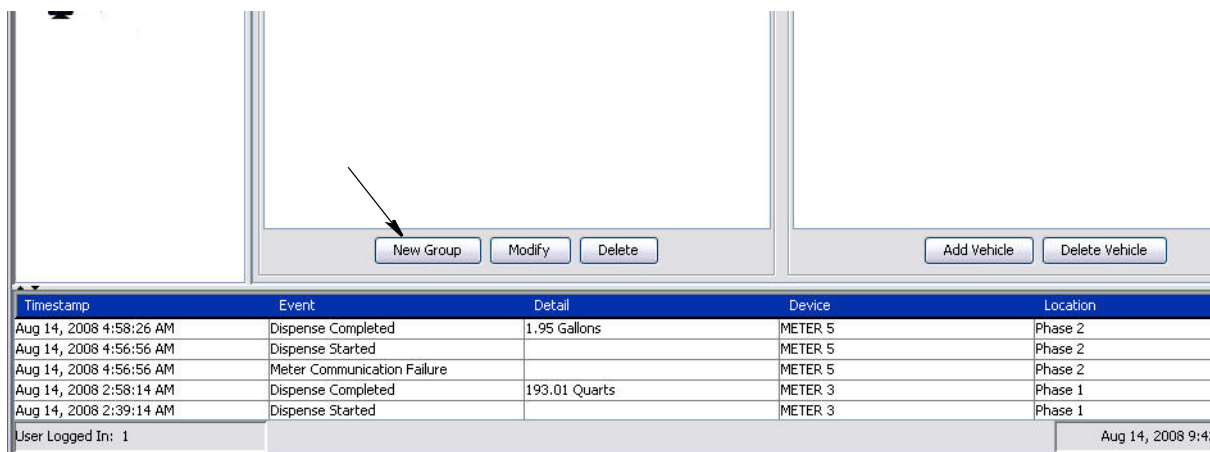 New Group Modify Delete Add Vehicle Delete Vehicle
Timestamp Event Detail Device Location
Aug 14, 2008 4:58:26 AM Dispense Completed 1.95 Gallons METER 5 Phase 2
Aug 14, 2008 4:56:56 AM Dispense Started METER 5 Phase 2
Aug 14, 2008 4:56:56 AM Meter Communication Failure METER 5 Phase 2
Aug 14, 2008 2:58:14 AM Dispense Completed 193.01 Quarts METER 3 Phase 1
Aug 14, 2008 2:39:14 AM Dispense Started METER 3 Phase 1
User Logged In: 1 Aug 14, 2008